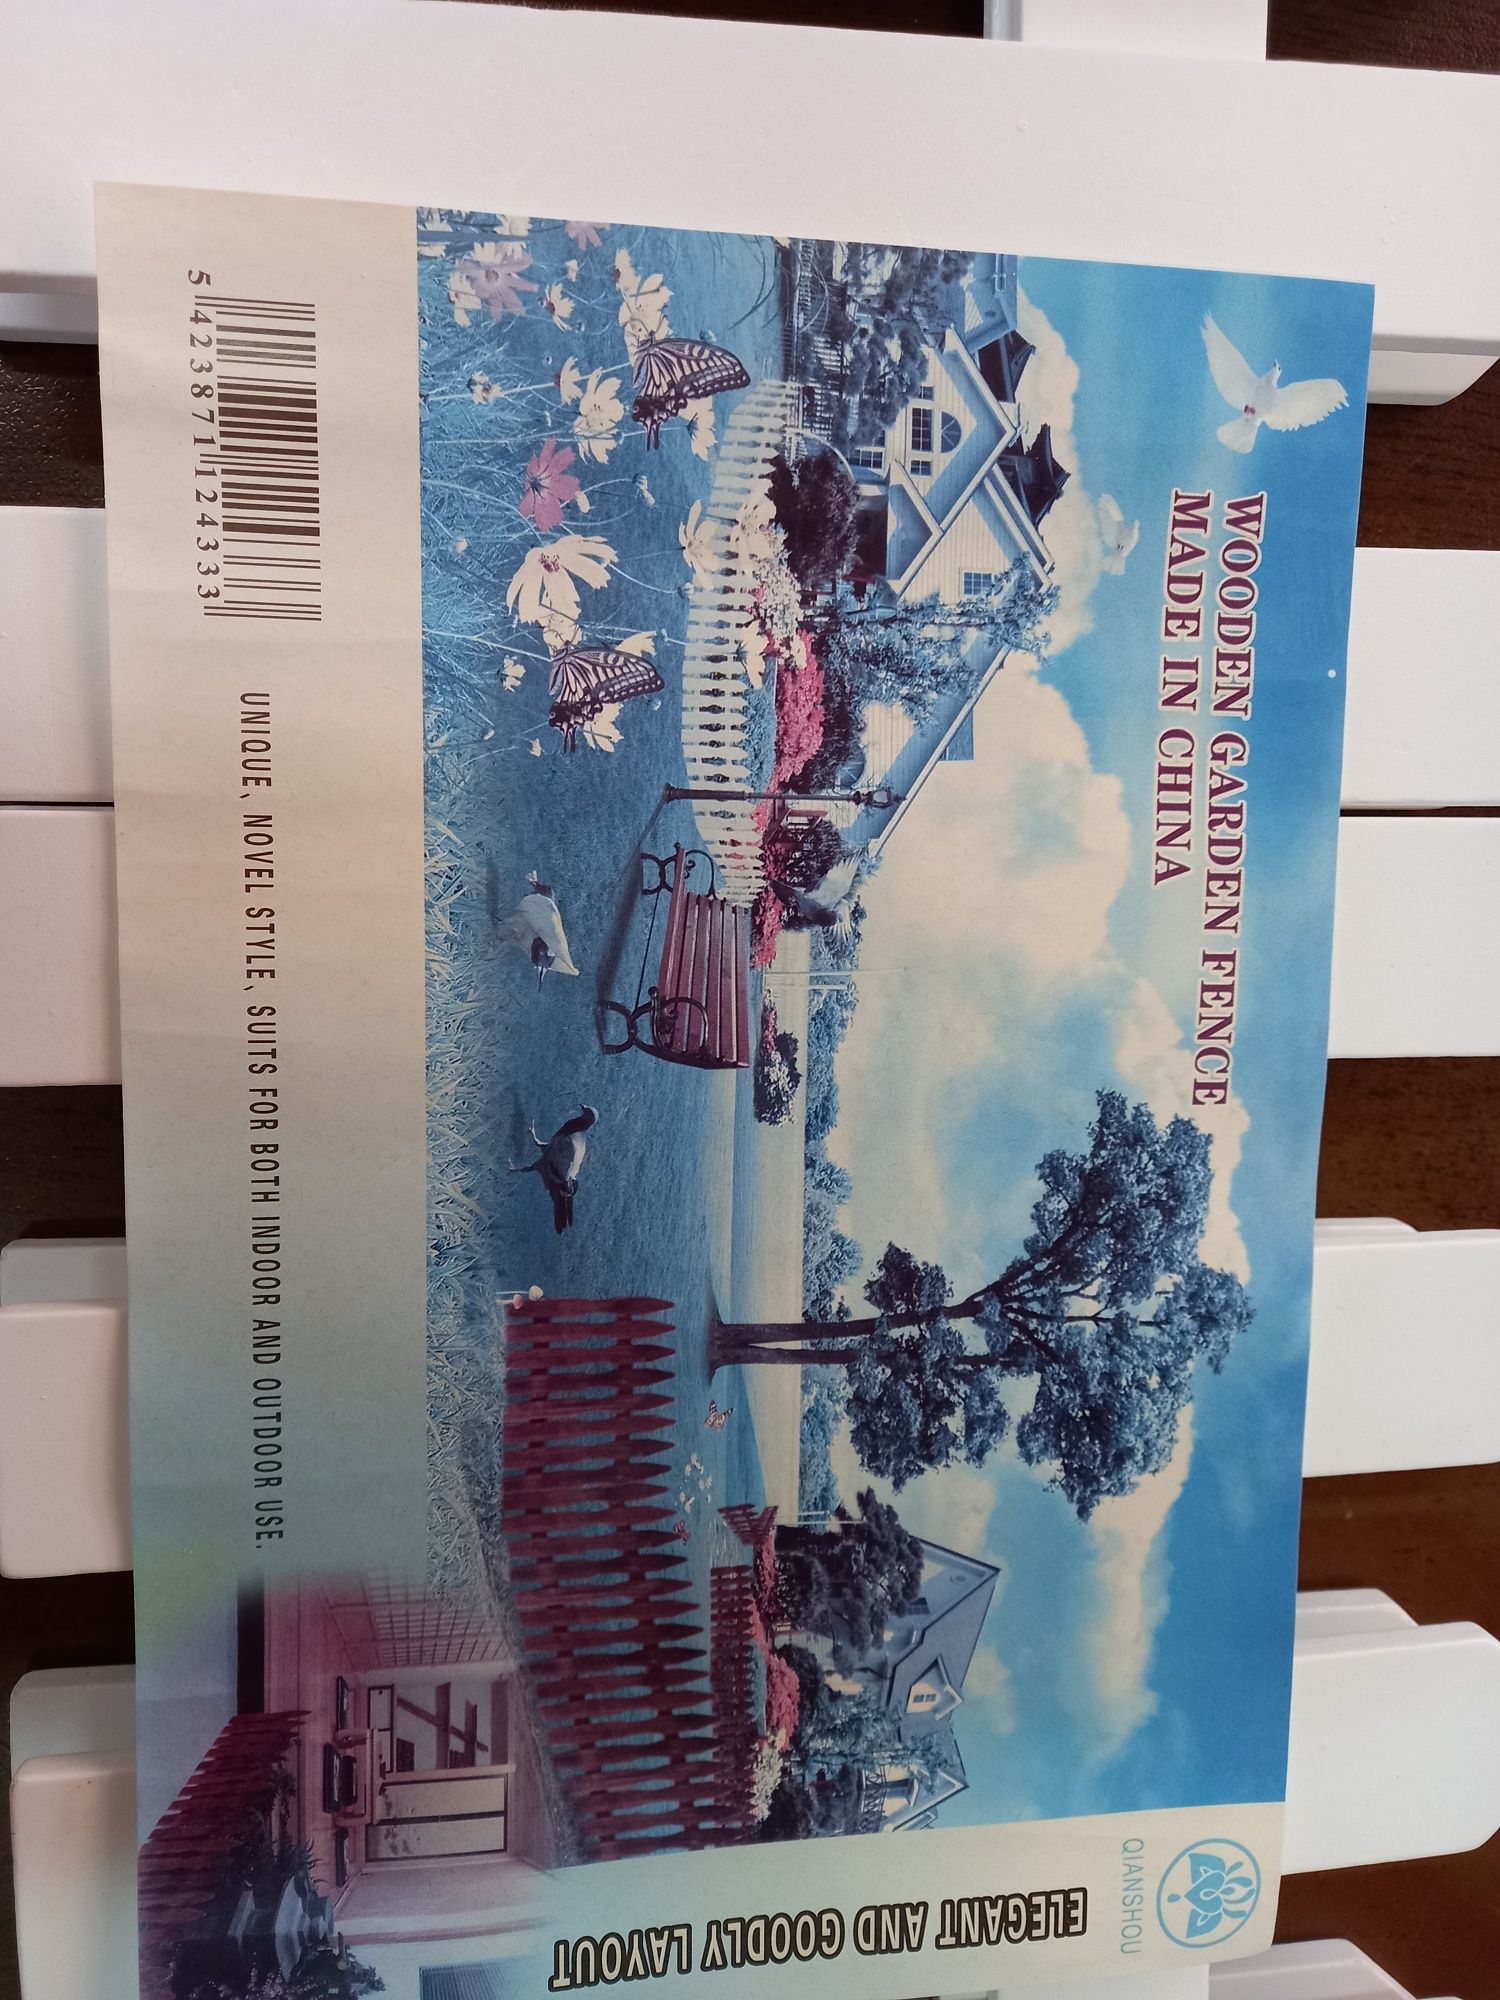 WOODEN GARDEN FENCE
MADE IN CHINA
QIANSHOU
ELEGANT AND GOODLY LAYOUT
UNIQUE, NOVEL STYLE, SUITS FOR BOTH INDOOR AND OUTDOOR USE.
5 423871 124333